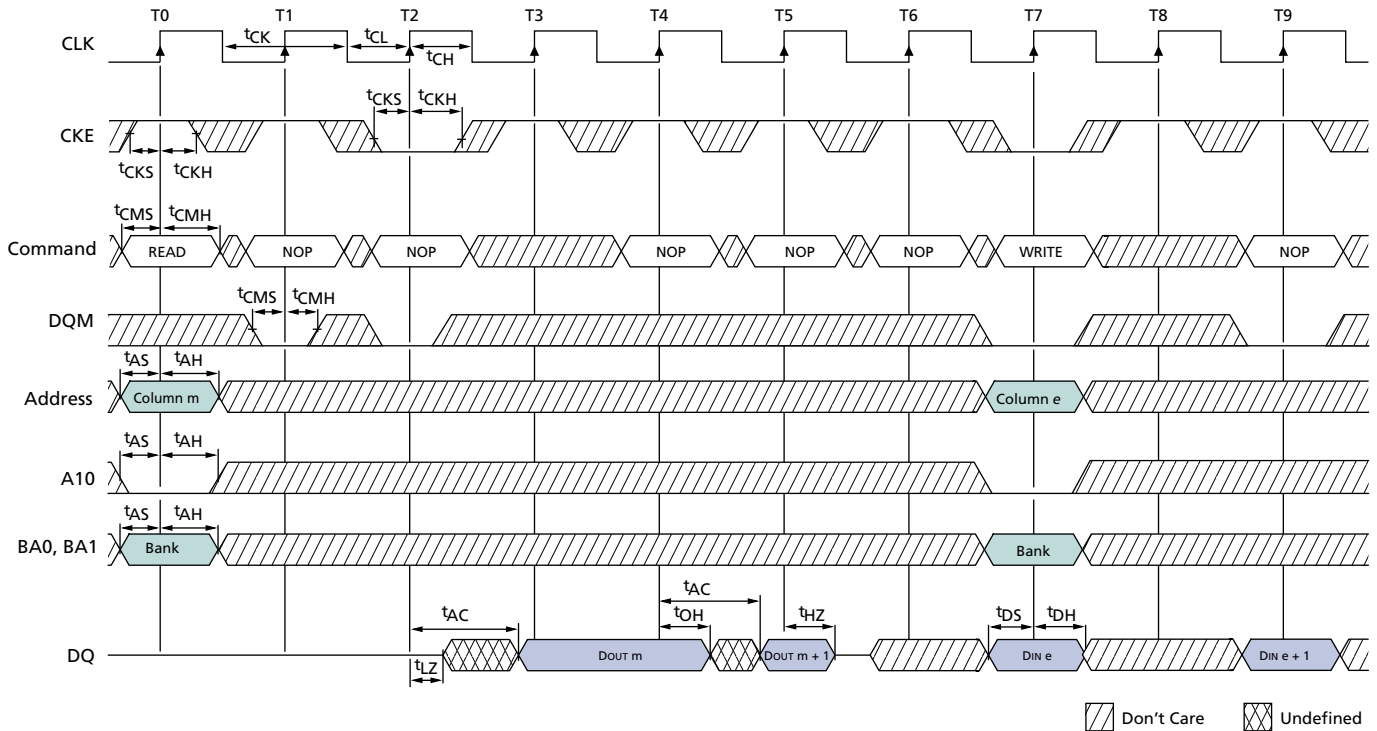 T0 T1 T2 T3 T4 T5 T6 T7 T8 T9
CLK
tCK tCL
tCH
tCKS tCKH
CKE
tCKS tCKH
tCMS tCMH
Command READ NOP NOP NOP NOP NOP WRITE NOP
tCMS tCMH
DQM
tAS tAH
Address Column m Column e
tAS tAH
A10
tAS tAH
BA0, BA1 Bank Bank
tAC
tAC tOH tHZ tDS tDH
DQ DOUT m DOUT m + 1 DIN e DIN e + 1
tLZ
Don't Care Undefined